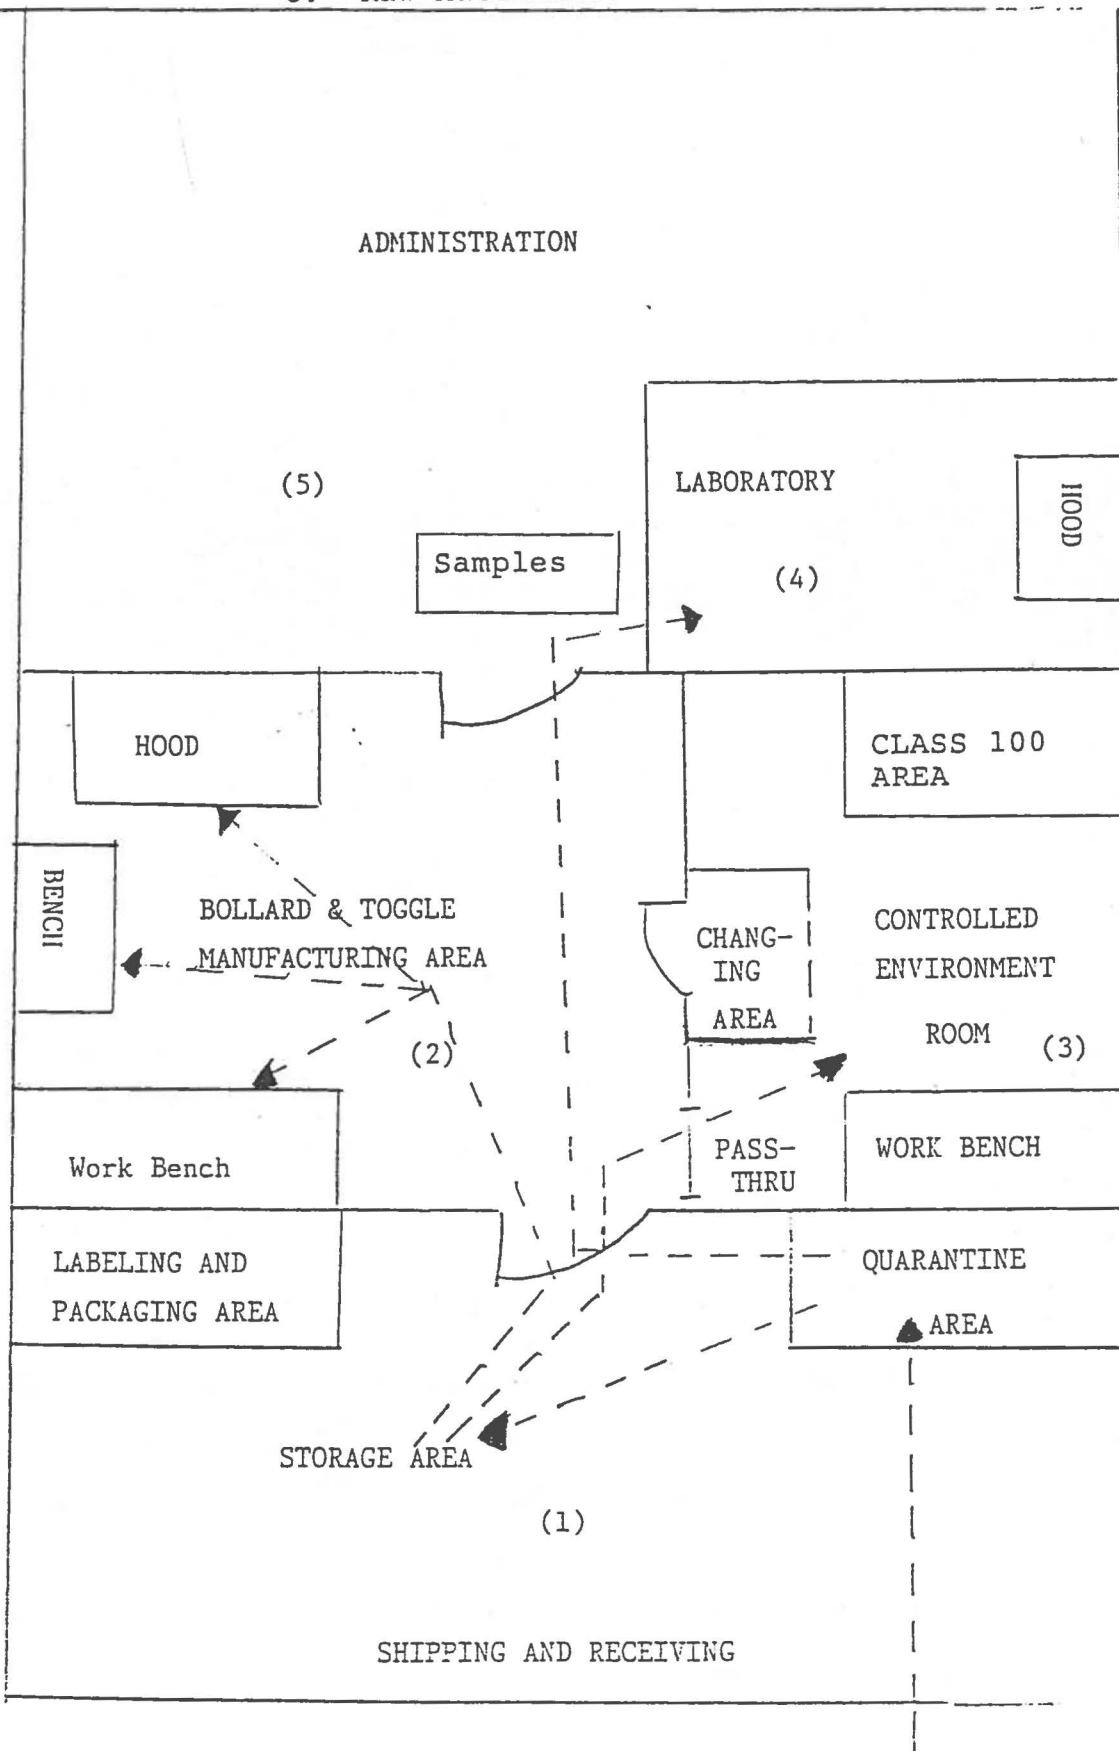 ADMINISTRATION
(5)
LABORATORY
HOOD
Samples
(4)
HOOD
CLASS 100
AREA
BENCH
BOLLARD & TOGGLE
MANUFACTURING AREA
CHANG-
ING
AREA
CONTROLLED
ENVIRONMENT
ROOM
(3)
(2)
Work Bench
PASS-
THRU
WORK BENCH
LABELING AND
PACKAGING AREA
QUARANTINE
AREA
STORAGE AREA
(1)
SHIPPING AND RECEIVING